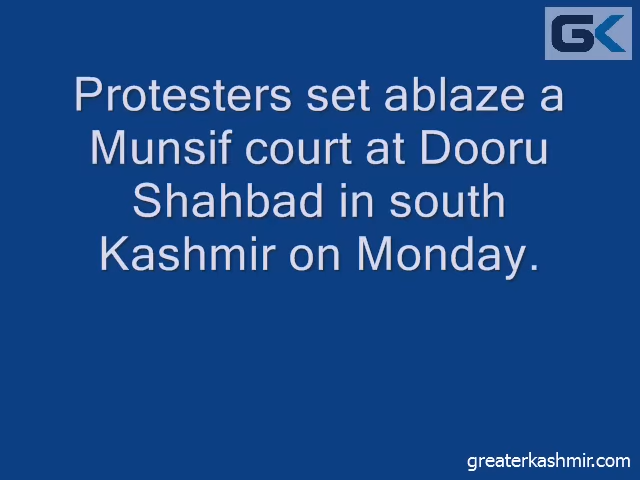 GK
Protesters set ablaze a
Munsif court at Dooru
Shahbad in south
Kashmir on Monday.
greaterkashmir.com